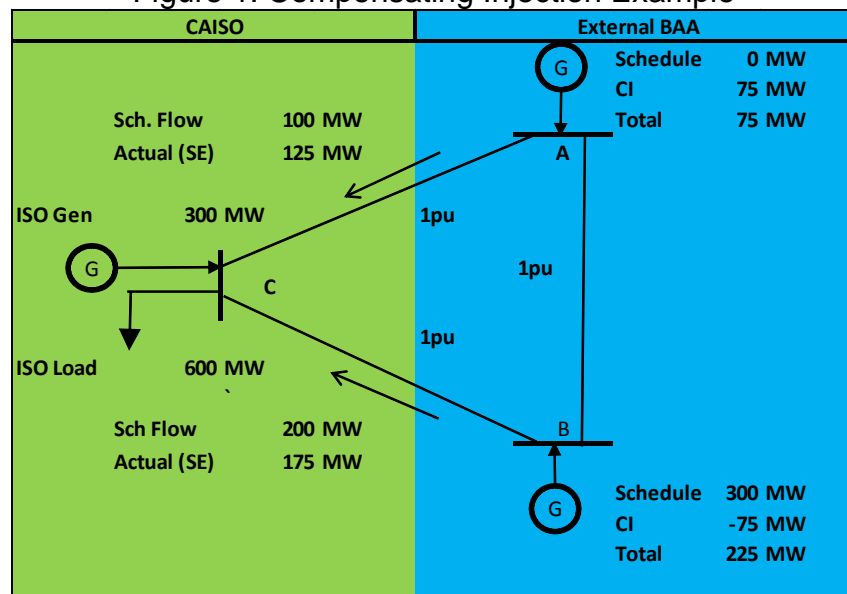 Figure 1: Compensating Injection Example
CAISO
External BAA
G
Schedule 0 MW
CI 75 MW
Total 75 MW
Sch. Flow 100 MW
Actual (SE) 125 MW
A
ISO Gen 300 MW
1pu
G
C
1pu
1pu
ISO Load 600 MW
`
Sch Flow 200 MW
Actual (SE) 175 MW
B
G
Schedule 300 MW
CI -75 MW
Total 225 MW